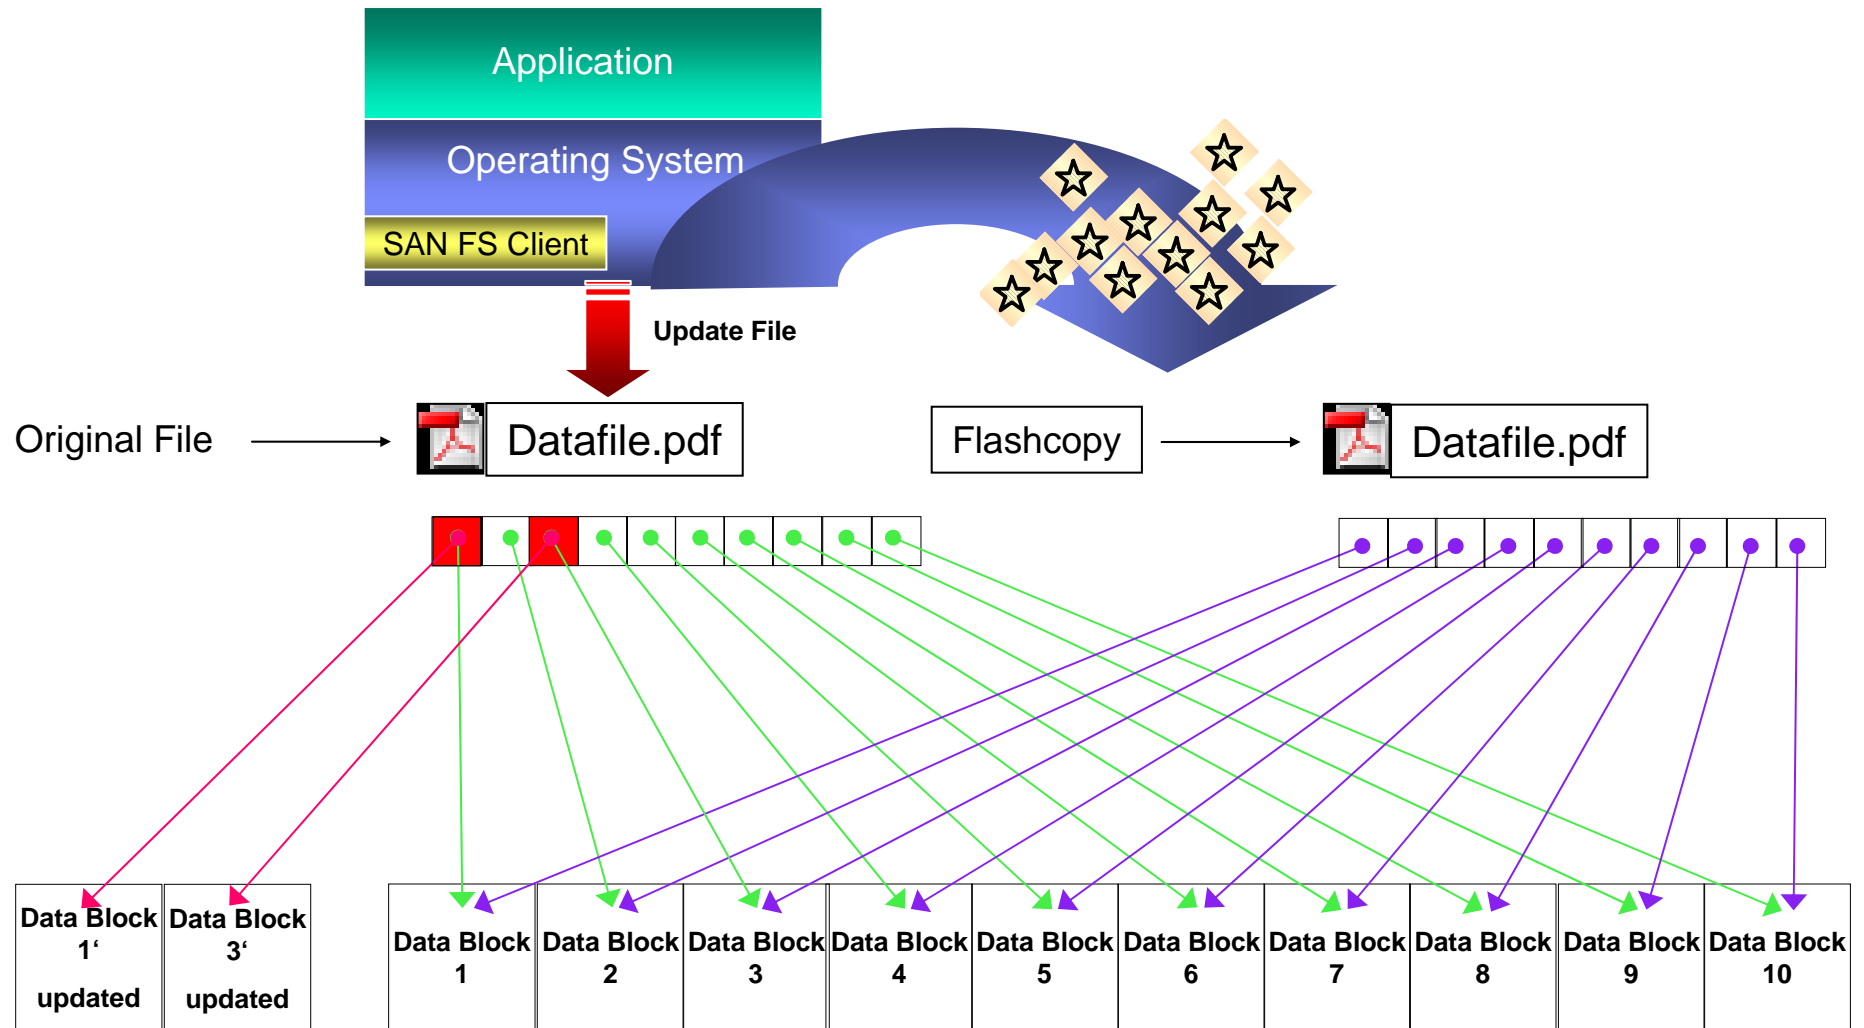 Application
Operating System
SAN FS Client
Update File
Original File
Datafile.pdf
Flashcopy
Datafile.pdf
Data Block
1‘
updated
Data Block
3‘
updated
Data Block
1
Data Block
2
Data Block
3
Data Block
4
Data Block
5
Data Block
6
Data Block
7
Data Block
8
Data Block
9
Data Block
10